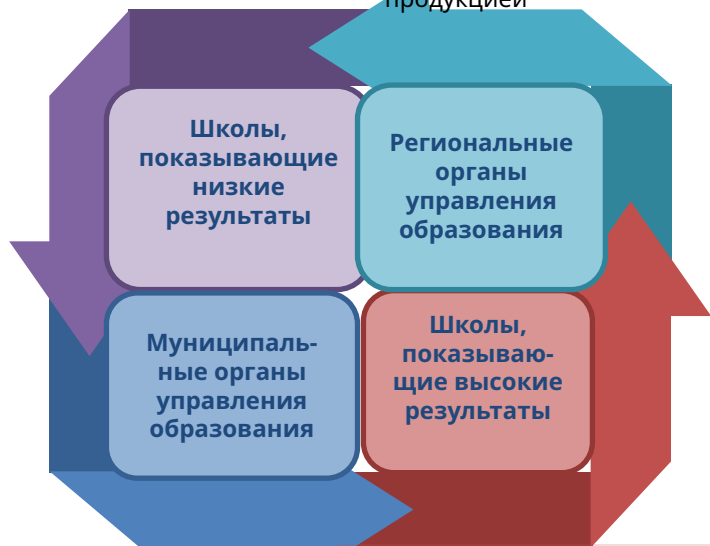 продукцией
Школы,
показывающие
низкие
результаты
Региональные
органы
управления
образования
Муниципаль-
ные органы
управления
образования
Школы,
показываю-
щие высокие
результаты